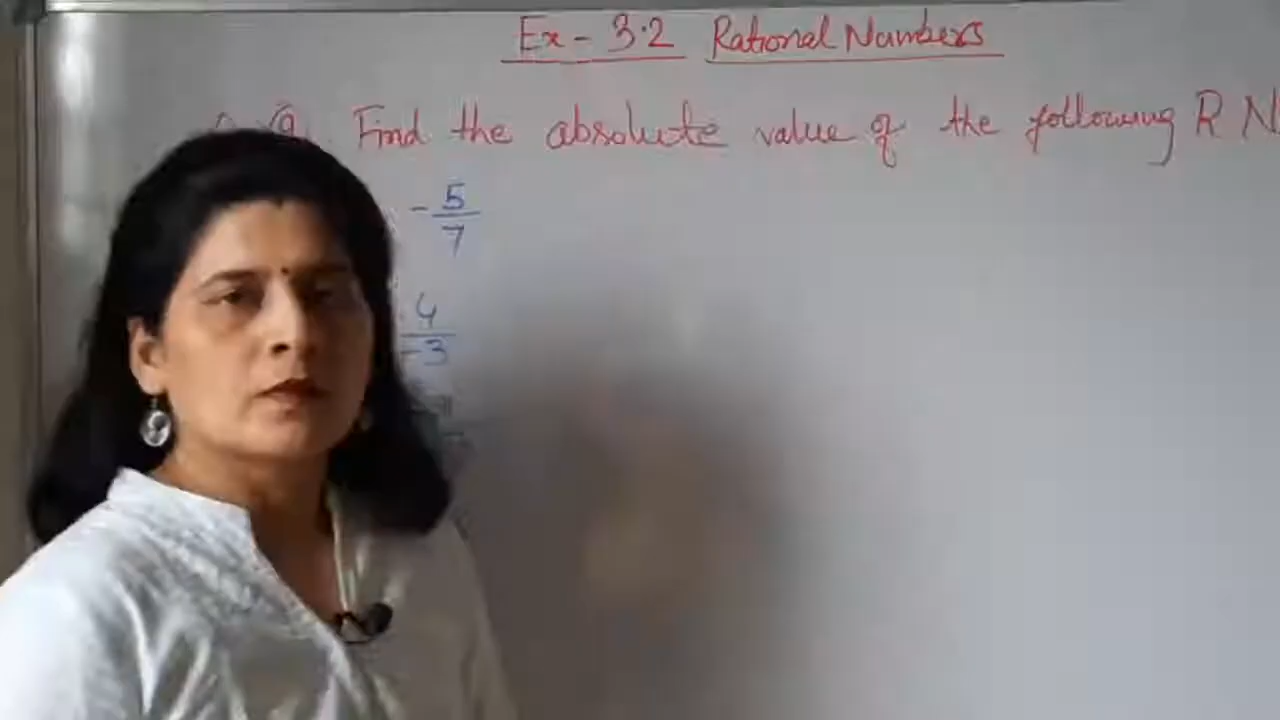 Ex - 3.2 Rational Numbers
Find the absolute value of the following R N
- 5/7
4/-3